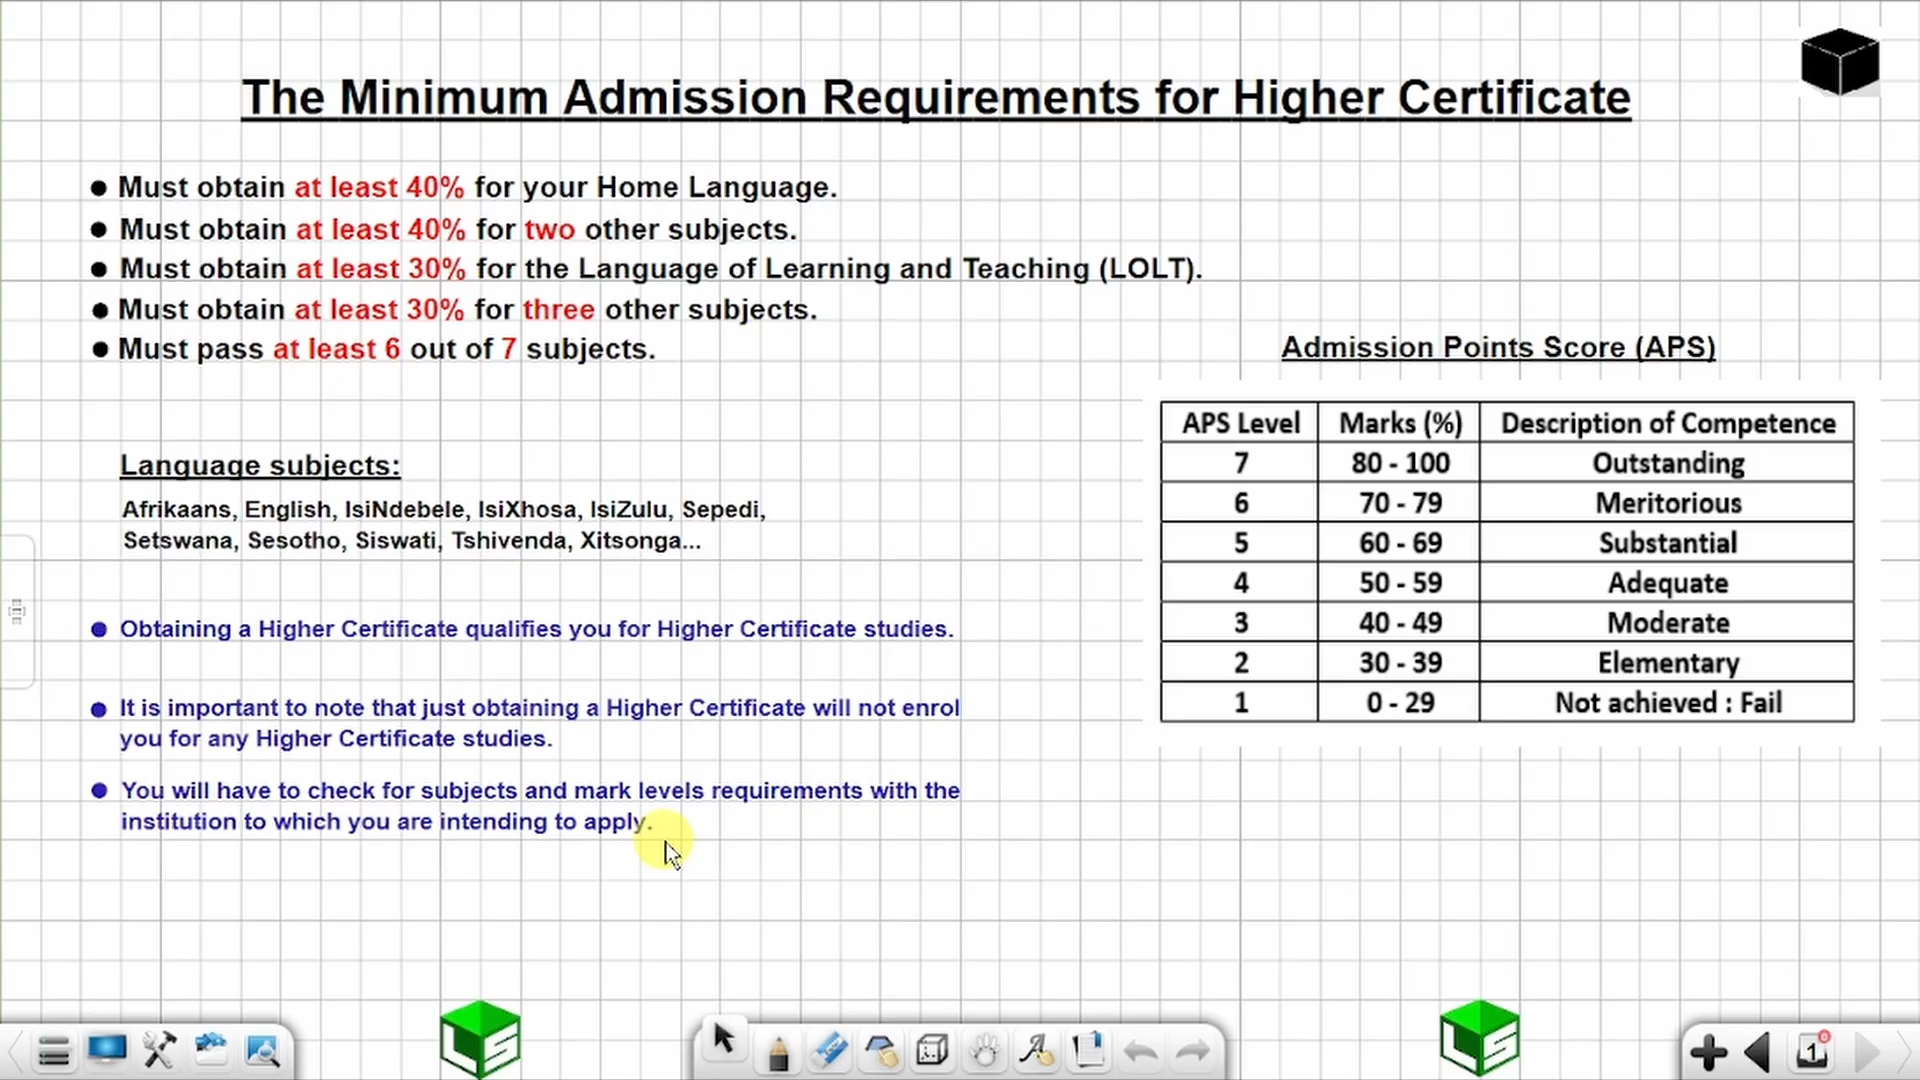 The Minimum Admission Requirements for Higher Certificate
● Must obtain at least 40% for your Home Language.
● Must obtain at least 40% for two other subjects.
● Must obtain at least 30% for the Language of Learning and Teaching (LOLT).
● Must obtain at least 30% for three other subjects.
● Must pass at least 6 out of 7 subjects.
Language subjects:
Afrikaans, English, IsiNdebele, IsiXhosa, IsiZulu, Sepedi,
Setswana, Sesotho, Siswati, Tshivenda, Xitsonga...
● Obtaining a Higher Certificate qualifies you for Higher Certificate studies.
● It is important to note that just obtaining a Higher Certificate will not enrol
you for any Higher Certificate studies.
● You will have to check for subjects and mark levels requirements with the
institution to which you are intending to apply.
Admission Points Score (APS)
APS Level Marks (%) Description of Competence
7 80 - 100 Outstanding
6 70 - 79 Meritorious
5 60 - 69 Substantial
4 50 - 59 Adequate
3 40 - 49 Moderate
2 30 - 39 Elementary
1 0 - 29 Not achieved : Fail
LS
LS
1